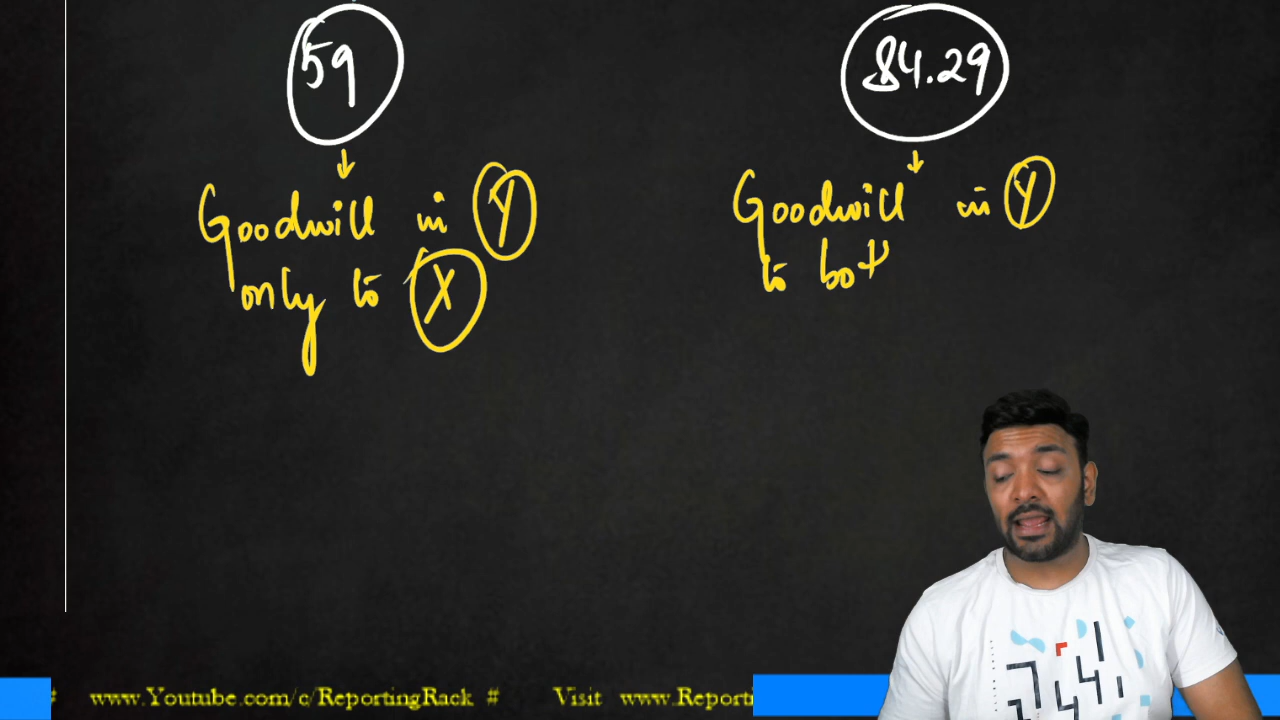 59
Goodwill in Y
only to X
84.29
Goodwill in Y
to bot
# www.Youtube.com/c/ReportingRack # Visit www.Reporti